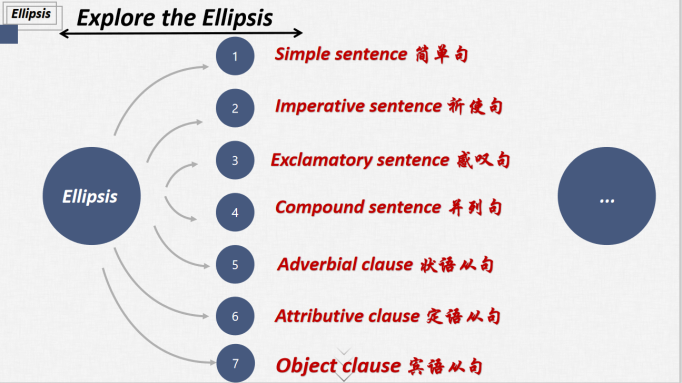 Ellipsis
Explore the Ellipsis
1 Simple sentence 简单句
2 Imperative sentence 祈使句
3 Exclamatory sentence 感叹句
4 Compound sentence 并列句
Ellipsis
...
5 Adverbial clause 状语从句
6 Attributive clause 定语从句
7 Object clause 宾语从句